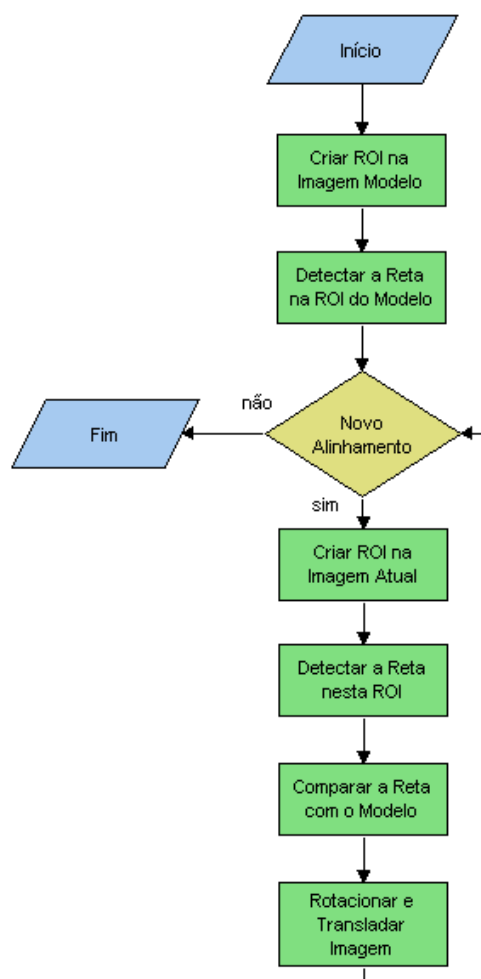 Início
Criar ROI na
Imagem Modelo
Detectar a Reta
na ROI do Modelo
não
Fim
Novo
Alinhamento
sim
Criar ROI na
Imagem Atual
Detectar a Reta
nesta ROI
Comparar a Reta
com o Modelo
Rotacionar e
Transladar
Imagem